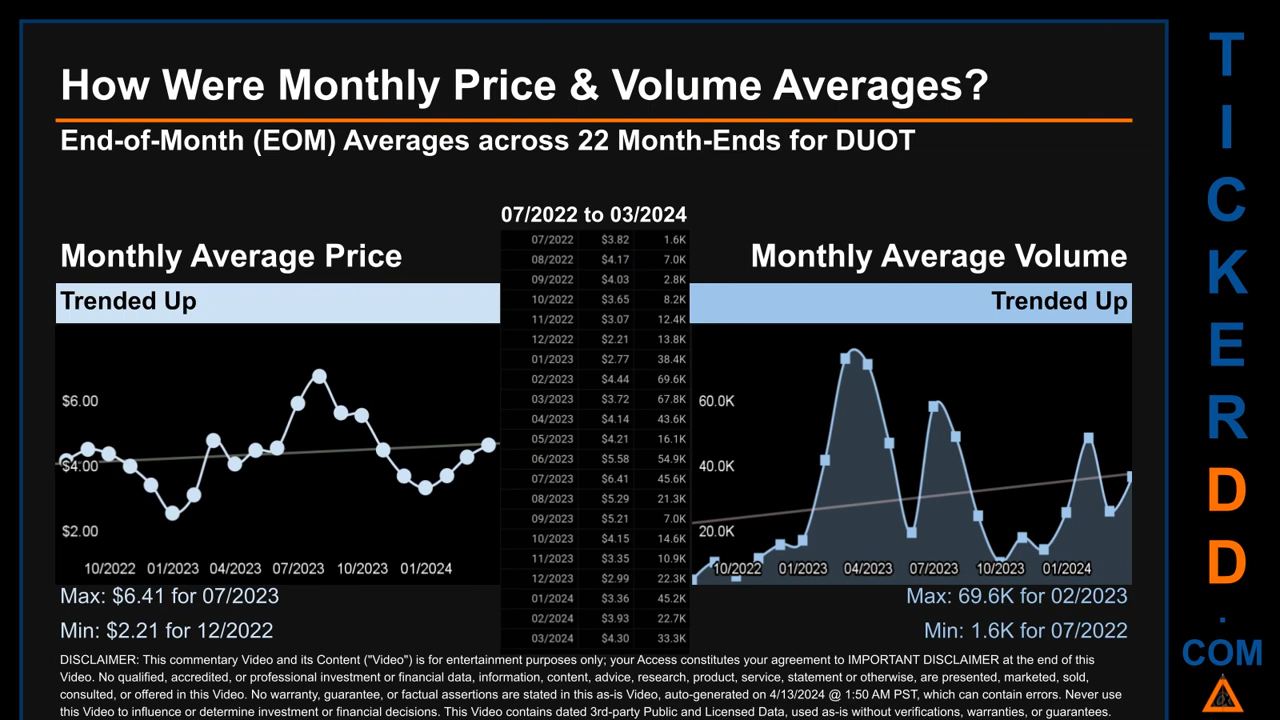 How Were Monthly Price & Volume Averages?
End-of-Month (EOM) Averages across 22 Month-Ends for DUOT
07/2022 to 03/2024
Monthly Average Price
Monthly Average Volume
Trended Up
Trended Up
07/2022 $3.82 1.6K
08/2022 $4.17 7.0K
09/2022 $4.03 2.8K
10/2022 $3.65 8.2K
11/2022 $3.07 12.4K
12/2022 $2.21 13.8K
01/2023 $2.77 38.4K
02/2023 $4.44 69.6K
03/2023 $3.72 67.8K
04/2023 $4.14 43.6K
05/2023 $4.21 16.1K
06/2023 $5.58 54.9K
07/2023 $6.41 45.6K
08/2023 $5.29 21.3K
09/2023 $5.21 7.0K
10/2023 $4.15 14.6K
11/2023 $3.35 10.9K
12/2023 $2.99 22.3K
01/2024 $3.36 45.2K
02/2024 $3.93 22.7K
03/2024 $4.30 33.3K
$6.00
$4.00
$2.00
10/2022 01/2023 04/2023 07/2023 10/2023 01/2024
60.0K
40.0K
20.0K
10/2022 01/2023 04/2023 07/2023 10/2023 01/2024
Max: $6.41 for 07/2023
Min: $2.21 for 12/2022
Max: 69.6K for 02/2023
Min: 1.6K for 07/2022
DISCLAIMER: This commentary Video and its Content ("Video") is for entertainment purposes only; your Access constitutes your agreement to IMPORTANT DISCLAIMER at the end of this
Video. No qualified, accredited, or professional investment or financial data, information, content, advice, research, product, service, statement or otherwise, are presented, marketed, sold,
consulted, or offered in this Video. No warranty, guarantee, or factual assertions are stated in this as-is Video, auto-generated on 4/13/2024 @ 1:50 AM PST, which can contain errors. Never use
this Video to influence or determine investment or financial decisions. This Video contains dated 3rd-party Public and Licensed Data, used as-is without verifications, warranties, or guarantees.
T
I
C
K
E
R
D
D
.
COM